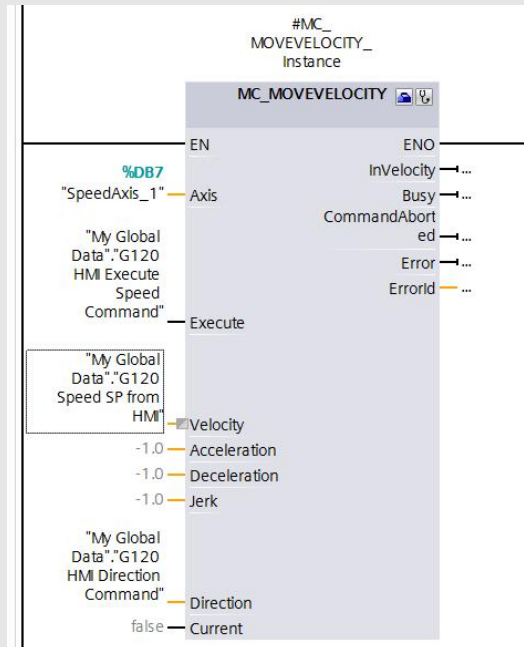 #MC_
MOVEVELOCITY_
Instance
MC_MOVEVELOCITY
EN
ENO
%DB7
"SpeedAxis_1"
Axis
InVelocity
...
Busy
...
CommandAbort
ed
...
Error
...
ErrorId
...
"My Global
Data"."G120
HMI Execute
Speed
Command"
Execute
"My Global
Data"."G120
Speed SP from
HMI"
Velocity
-1.0
Acceleration
-1.0
Deceleration
-1.0
Jerk
"My Global
Data"."G120
HMI Direction
Command"
Direction
false
Current